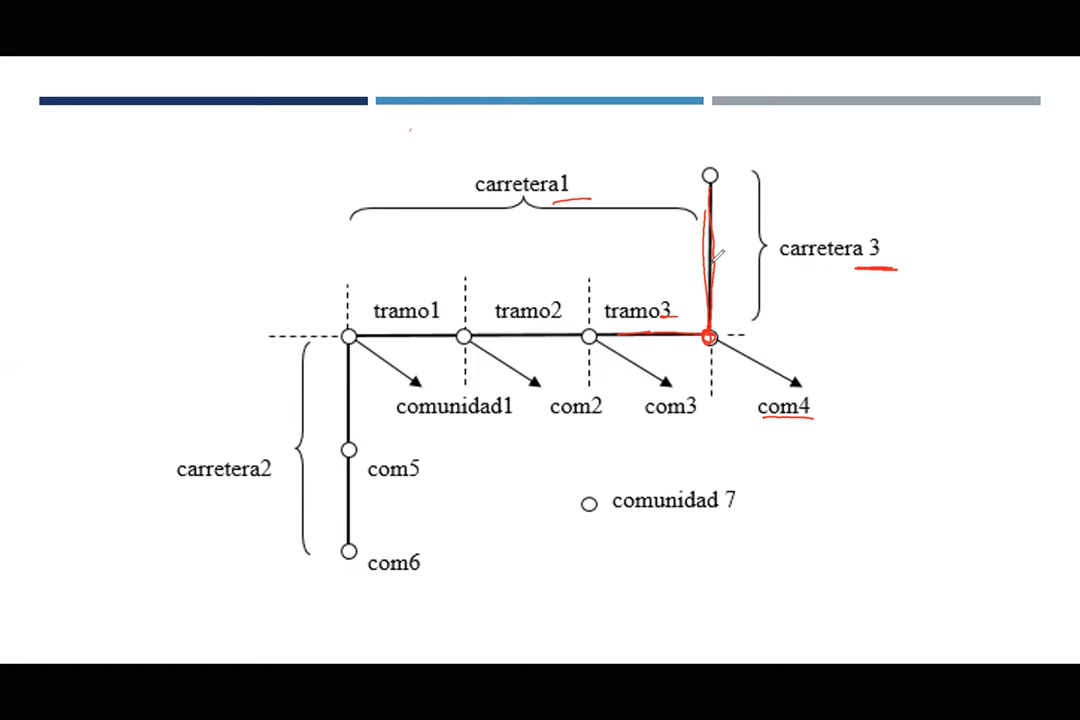 carretera1
carretera 3
tramo1
tramo2
tramo3
comunidad1
com2
com3
com4
carretera2
com5
comunidad 7
com6